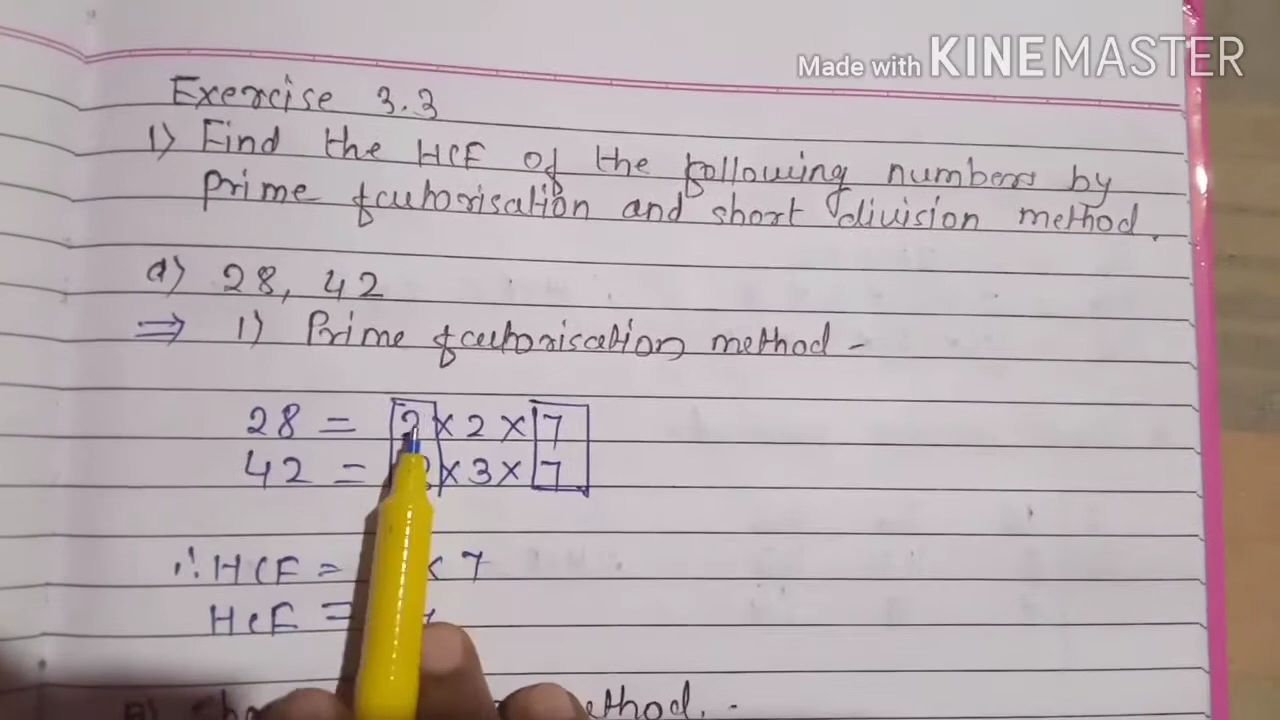 Made with KINEMASTER
Exercise 3.3
1) Find the HCF of the following numbers by
prime factorisation and short division method.
a) 28, 42
⇒ 1) Prime factorisation method -
28 = 2 × 2 × 7
42 = × 3 × 7
∴ HCF = × 7
HCF =
method. -